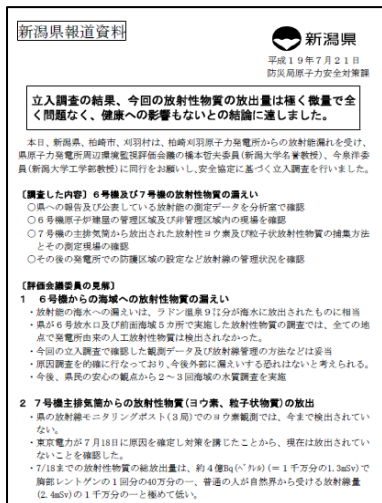 新潟県報道資料
新潟県
平成19年7月21日
防災局原子力安全対策課
立入調査の結果、今回の放射性物質の放出量は極く微量で全
く問題なく、健康への影響もないとの結論に達しました。
本日、新潟県、柏崎市、刈羽村は、柏崎刈羽原子力発電所からの放射能漏れを受け、
県原子力発電所周辺環境監視評価会議の橋本哲夫委員(新潟大学名誉教授)、今泉洋委
員(新潟大学工学部教授)に同行をお願いし、安全協定に基づく立入調査を行いました。
〔調査した内容〕6号機及び7号機の放射性物質の漏えい
○県への報告及び公表している放射能の測定データを分析室で確認
○6号機原子炉建屋の管理区域及び非管理区域内の現場を確認
○7号機の主排気筒から放出された放射性ヨウ素及び粒子状放射性物質の捕集方法
とその測定現場の確認
○その後の発電所での防護区域の設定など放射線の管理状況を確認
〔評価会議委員の見解〕
1 6号機からの海域への放射性物質の漏えい
・放射能の海水への漏えいは、ラドン温泉9㍑分が海水に放出されたものに相当
・県が6号放水口及び前面海域5カ所で実施した放射性物質の調査では、全ての地
点で発電所由来の人工放射性物質は検出されなかった。
・今回の立入調査で確認した観測データ及び放射線管理の方法などは妥当
・原因調査を的確に行なっており、今後外部に漏えいする恐れはないと考えられる。
・今後、県民の安心の観点から2~3回海域の水質調査を実施
2 7号機主排気筒からの放射性物質(ヨウ素、粒子状物質)の放出
・県の放射線モニタリングポスト(3局)でのヨウ素観測では、今まで検出されてい
ない。
・東京電力が7月18日に原因を確定し対策を講じたことから、現在は放出されてい
ないことを確認した。
・7/18までの放射性物質の総放出量は、約4億Bq(ベクレル)(=1千万分の1.3mSv)で
胸部レントゲンの1回分の40万分の一、普通の人が自然界から受ける放射線量
(2.4mSv)の1千万分の一と極めて低い。